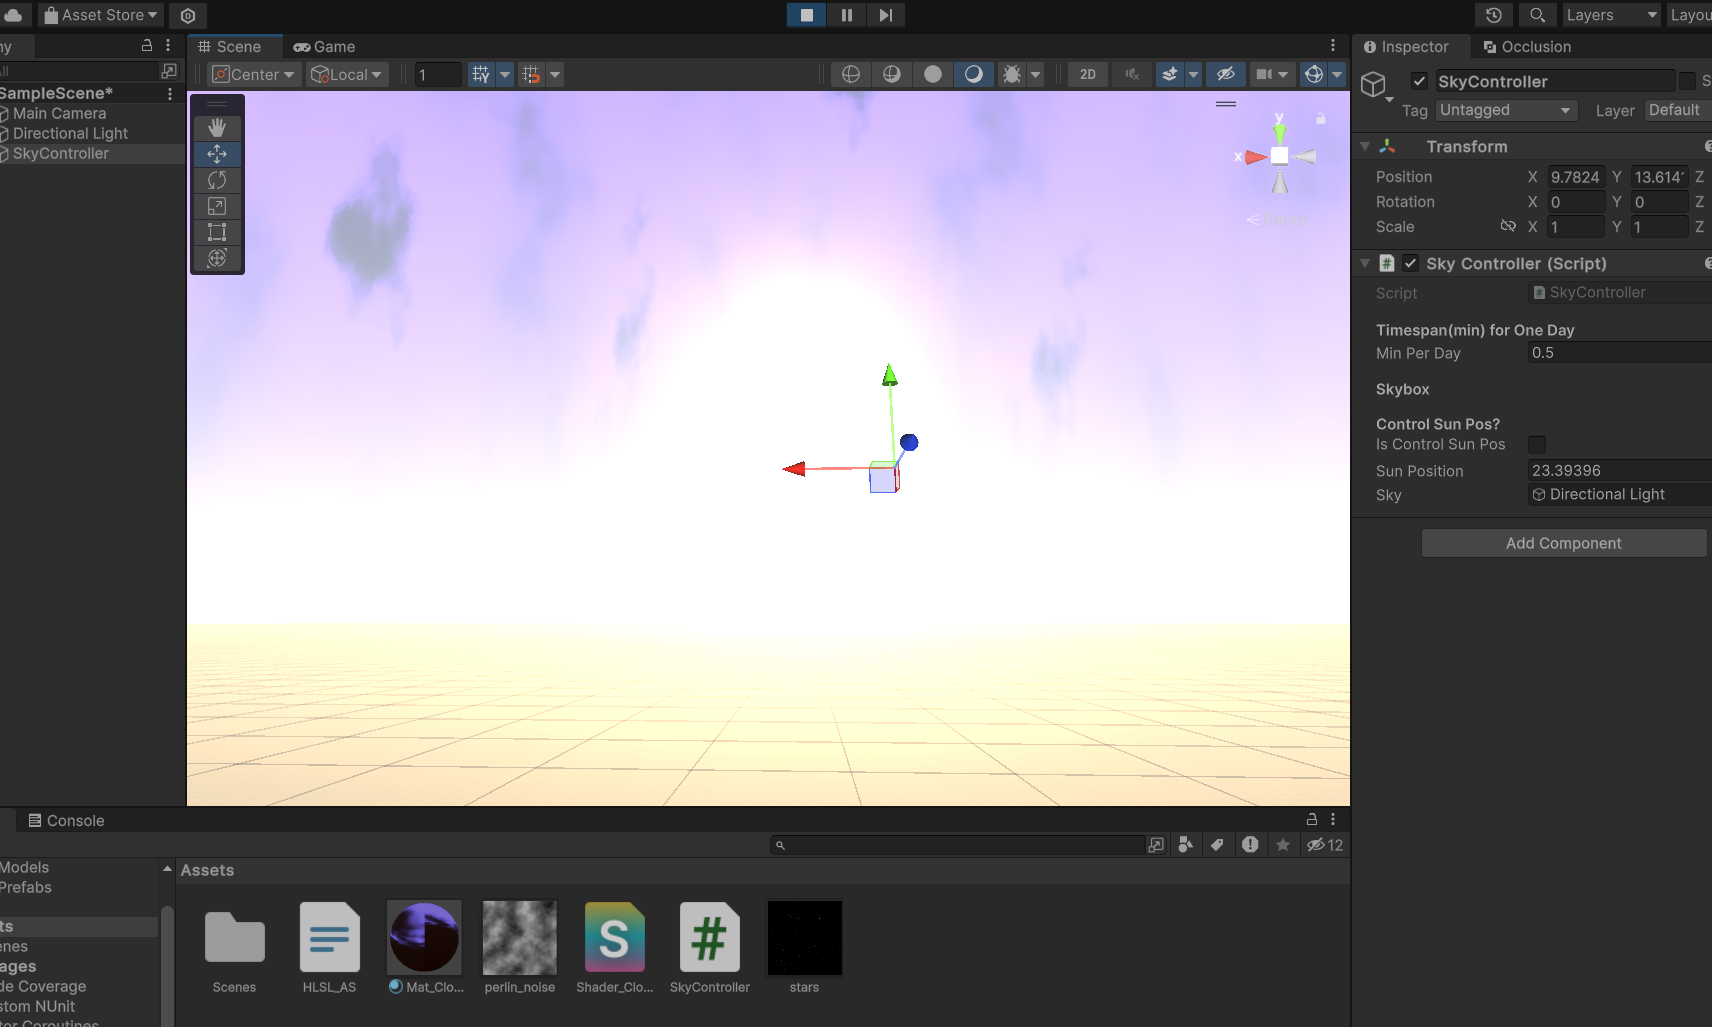 Asset Store
Layers
Layou
ny
Scene
Game
Inspector
Occlusion
all
Center
Local
1
2D
SkyController
S
SampleScene*
Main Camera
Directional Light
SkyController
Tag
Untagged
Layer
Default
y
x
Persp
Transform
Position
X
9.7824
Y
13.614
Z
Rotation
X
0
Y
0
Z
Scale
X
1
Y
1
Z
Sky Controller (Script)
Script
SkyController
Timespan(min) for One Day
Min Per Day
0.5
Skybox
Control Sun Pos?
Is Control Sun Pos
Sun Position
23.39396
Sky
Directional Light
Add Component
Console
12
Models
Prefabs
Assets
ts
enes
ages
de Coverage
stom NUnit
tor Coroutines
Scenes
HLSL_AS
Mat_Clo...
perlin_noise
Shader_Clo...
SkyController
stars